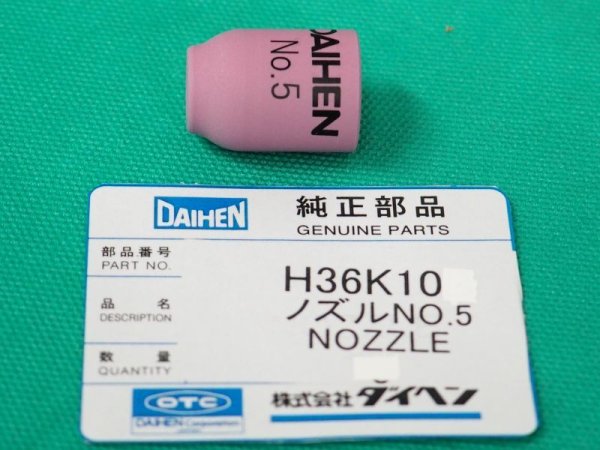 DAIHEN
No.5
DAIHEN
純正部品
GENUINE PARTS
部品番号
PART NO.
H36K10
品名
DESCRIPTION
ノズルNO.5
NOZZLE
数量
QUANTITY
OTC
DAIHEN Corporation
株式会社 ダイヘン